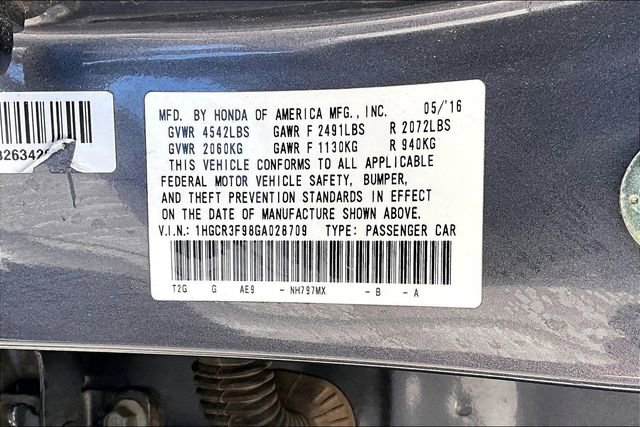 MFD. BY HONDA OF AMERICA MFG., INC. 05/'16
GVWR 4542LBS GAWR F 2491LBS R 2072LBS
GVWR 2060KG GAWR F 1130KG R 940KG
THIS VEHICLE CONFORMS TO ALL APPLICABLE
FEDERAL MOTOR VEHICLE SAFETY, BUMPER,
AND THEFT PREVENTION STANDARDS IN EFFECT
ON THE DATE OF MANUFACTURE SHOWN ABOVE.
V.I.N.: 1HGCR3F98GA028709 TYPE: PASSENGER CAR
T2G G AE9 - NH797MX - B - A